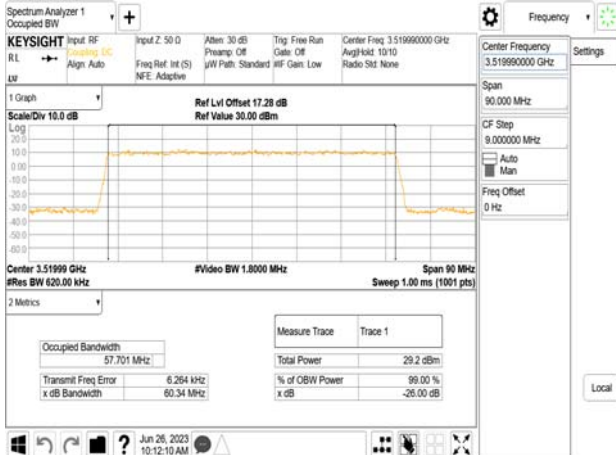 Spectrum Analyzer 1
Occupied BW
Frequency
KEYSIGHT
Input: RF
Coupling: DC
Align: Auto
RL
Input Z: 50 Ω
Freq Ref: Int (S)
NFE: Adaptive
Atten: 30 dB
Preamp: Off
µW Path: Standard
Trig: Free Run
Gate: Off
#IF Gain: Low
Center Freq: 3.519990000 GHz
Avg|Hold: 10/10
Radio Std: None
Center Frequency
3.519990000 GHz
Settings
Span
90.000 MHz
CF Step
9.000000 MHz
Auto
Man
Freq Offset
0 Hz
Local
1 Graph
Scale/Div 10.0 dB
Ref Lvl Offset 17.28 dB
Ref Value 30.00 dBm
Log
20.0
10.0
0.00
-10.0
-20.0
-30.0
-40.0
-50.0
-60.0
Center 3.51999 GHz
#Res BW 620.00 kHz
#Video BW 1.8000 MHz
Span 90 MHz
Sweep 1.00 ms (1001 pts)
2 Metrics
Measure Trace Trace 1
Occupied Bandwidth
57.701 MHz
Total Power 29.2 dBm
Transmit Freq Error 6.264 kHz
% of OBW Power 99.00 %
x dB Bandwidth 60.34 MHz
x dB -26.00 dB
?
Jun 26, 2023
10:12:10 AM